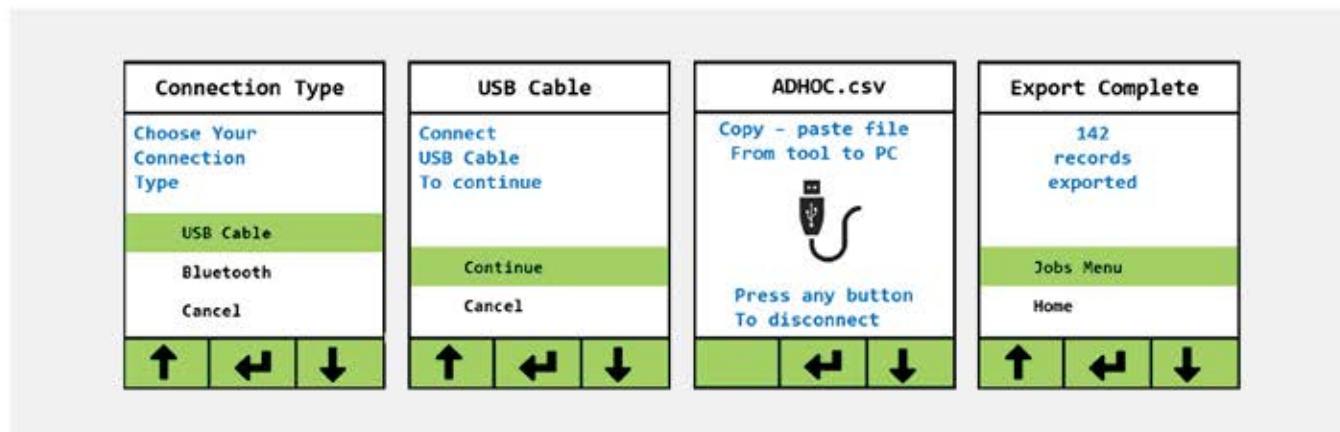 Connection Type
Choose Your
Connection
Type
USB Cable
Bluetooth
Cancel
USB Cable
Connect
USB Cable
To continue
Continue
Cancel
ADHOC.csv
Copy - paste file
From tool to PC
Press any button
To disconnect
Export Complete
142
records
exported
Jobs Menu
Home